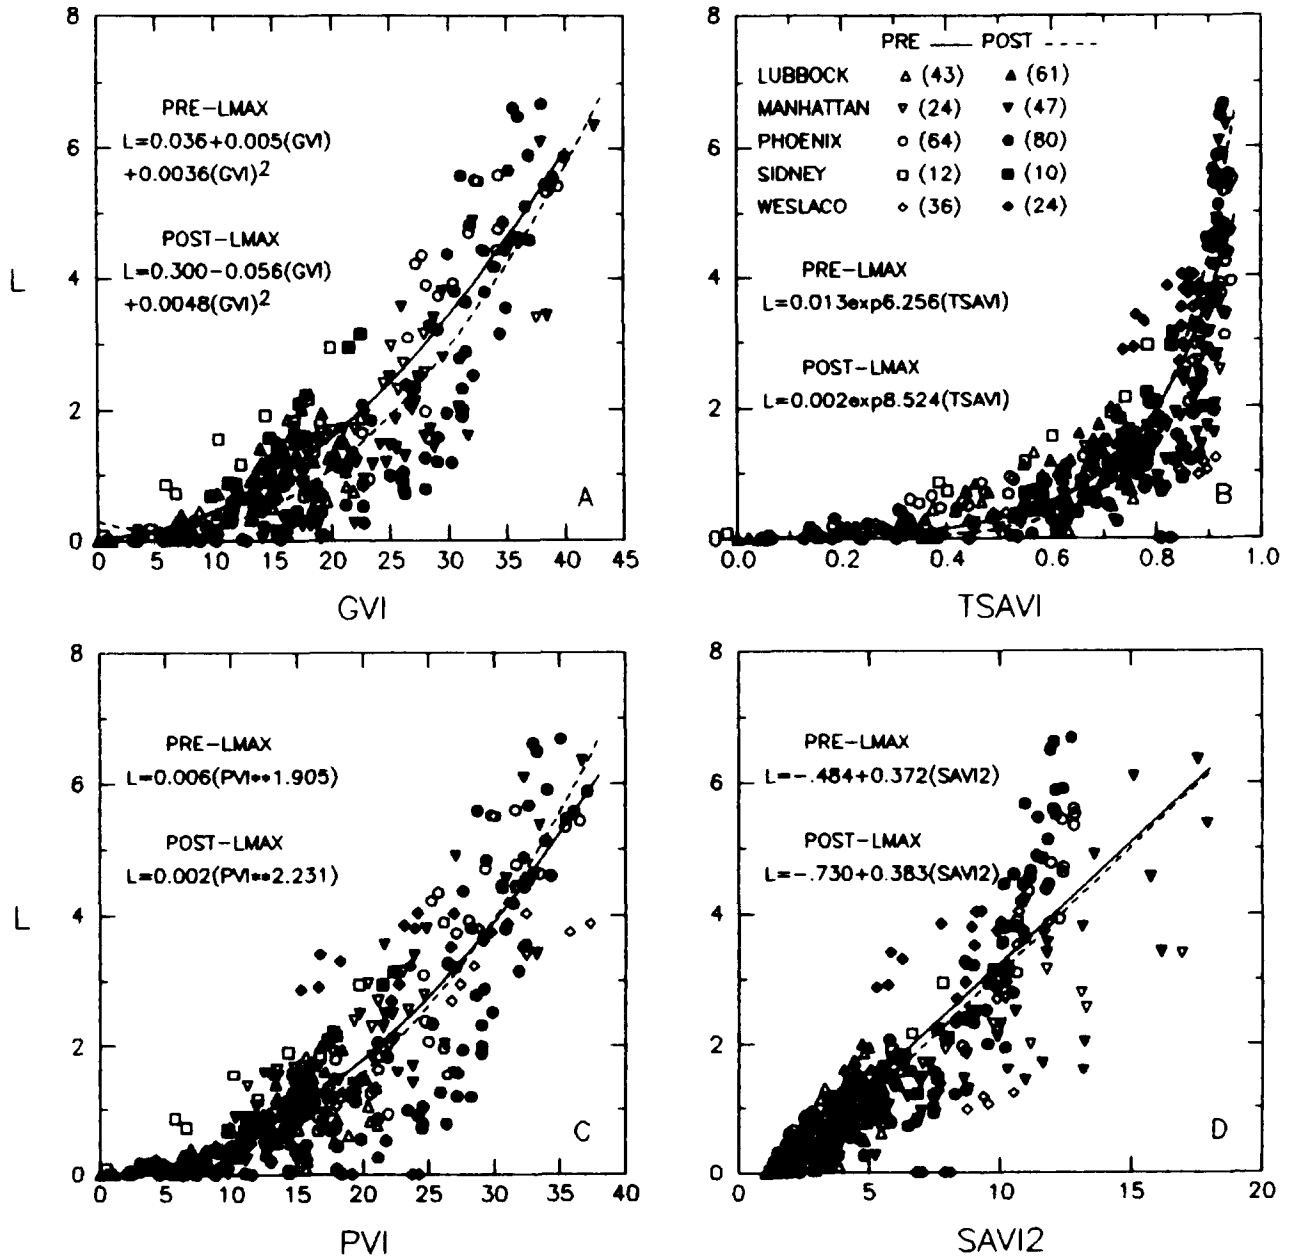 8
6
4
2
0
L
PRE-LMAX
L=0.036+0.005(GVI)
+0.0036(GVI)2
POST-LMAX
L=0.300-0.056(GVI)
+0.0048(GVI)2
A
0 5 10 15 20 25 30 35 40 45
GVI
8
6
4
2
0
PRE POST
LUBBOCK (43) (61)
MANHATTAN (24) (47)
PHOENIX (64) (80)
SIDNEY (12) (10)
WESLACO (36) (24)
PRE-LMAX
L=0.013exp6.256(TSAVI)
POST-LMAX
L=0.002exp8.524(TSAVI)
B
0.0 0.2 0.4 0.6 0.8 1.0
TSAVI
8
6
4
2
0
L
PRE-LMAX
L=0.006(PVI**1.905)
POST-LMAX
L=0.002(PVI**2.231)
C
0 5 10 15 20 25 30 35 40
PVI
8
6
4
2
0
PRE-LMAX
L=-.484+0.372(SAVI2)
POST-LMAX
L=-.730+0.383(SAVI2)
D
0 5 10 15 20
SAVI2